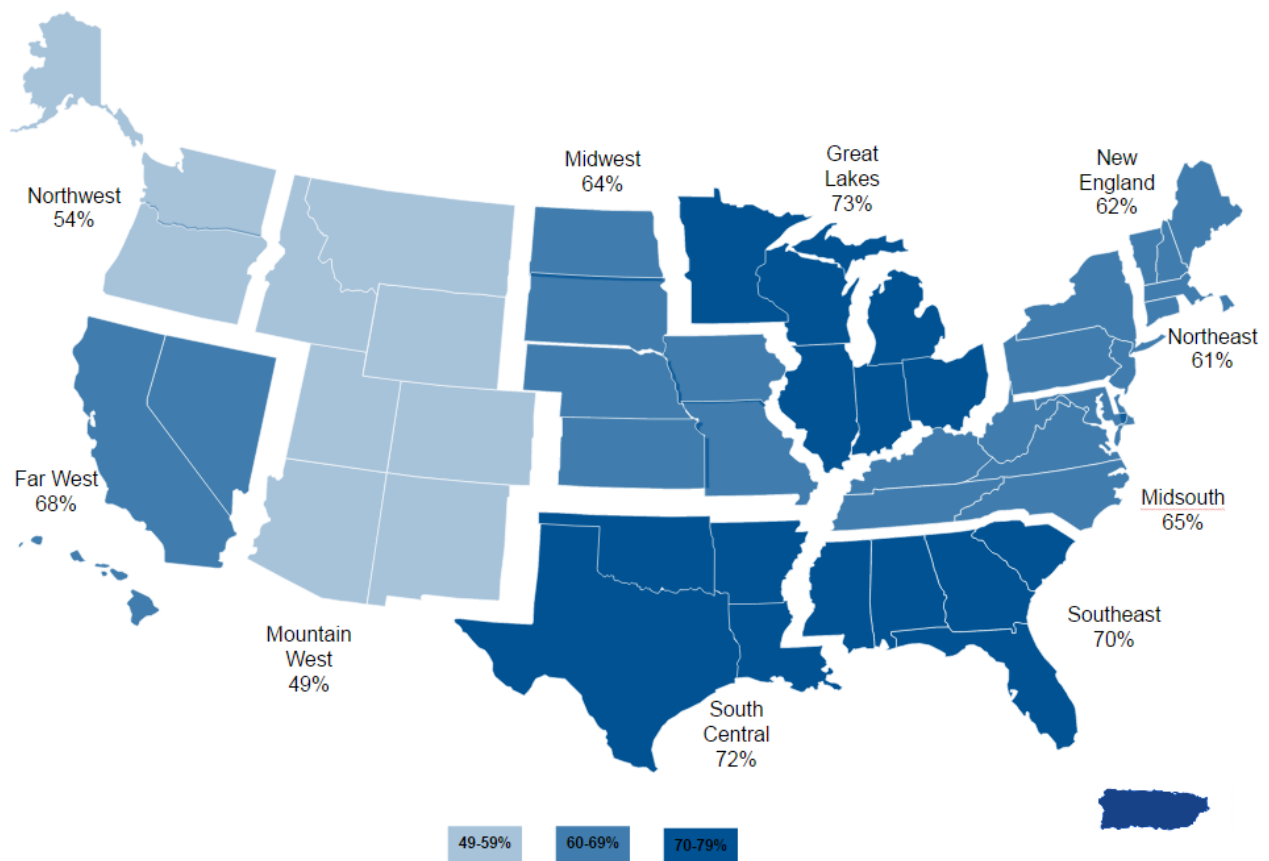 Northwest
54%
Midwest
64%
Great
Lakes
73%
New
England
62%
Northeast
61%
Far West
68%
Midsouth
65%
Mountain
West
49%
Southeast
70%
South
Central
72%
49-59%
60-69%
70-79%